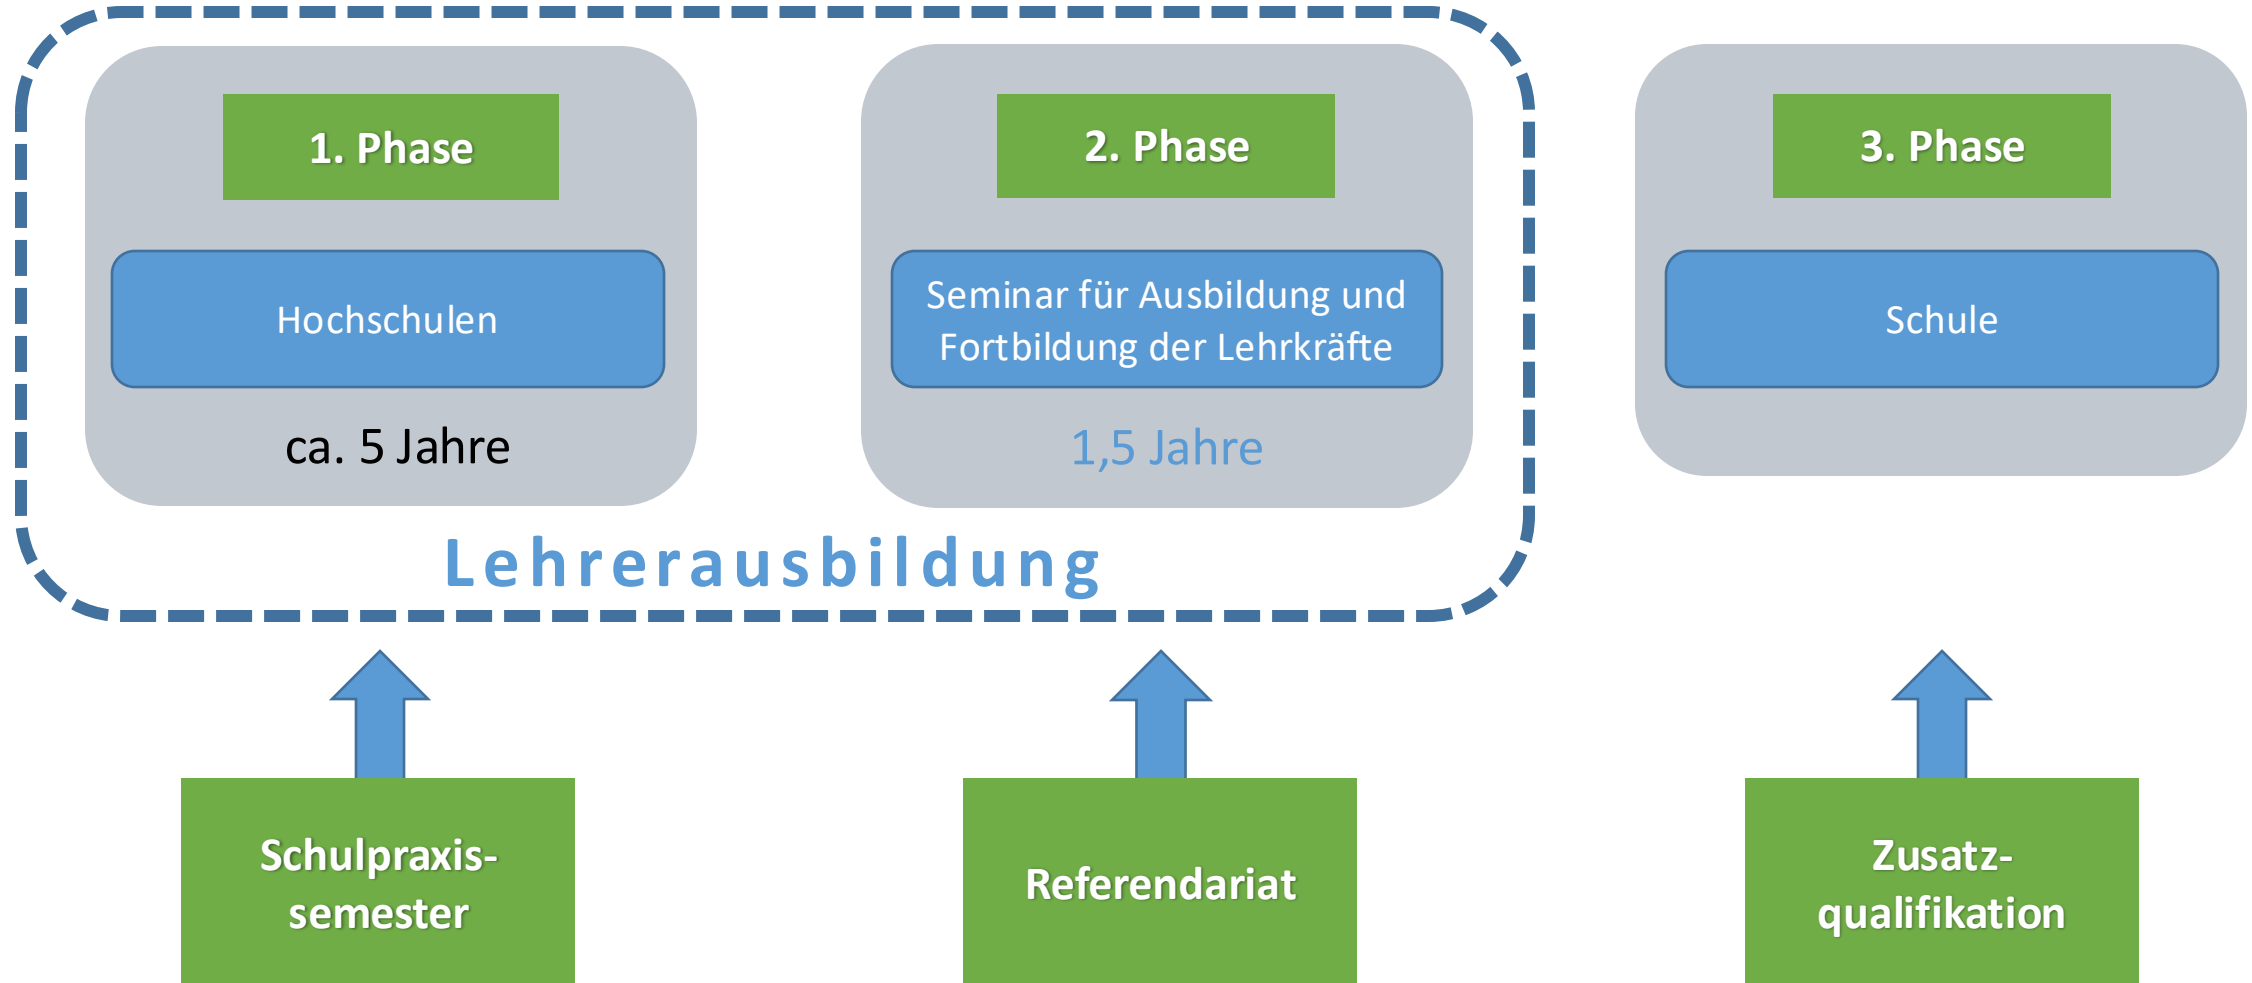 1. Phase
2. Phase
3. Phase
Hochschulen
Seminar für Ausbildung und
Fortbildung der Lehrkräfte
Schule
ca. 5 Jahre
1,5 Jahre
Lehrerausbildung
Schulpraxis-
semester
Referendariat
Zusatz-
qualifikation